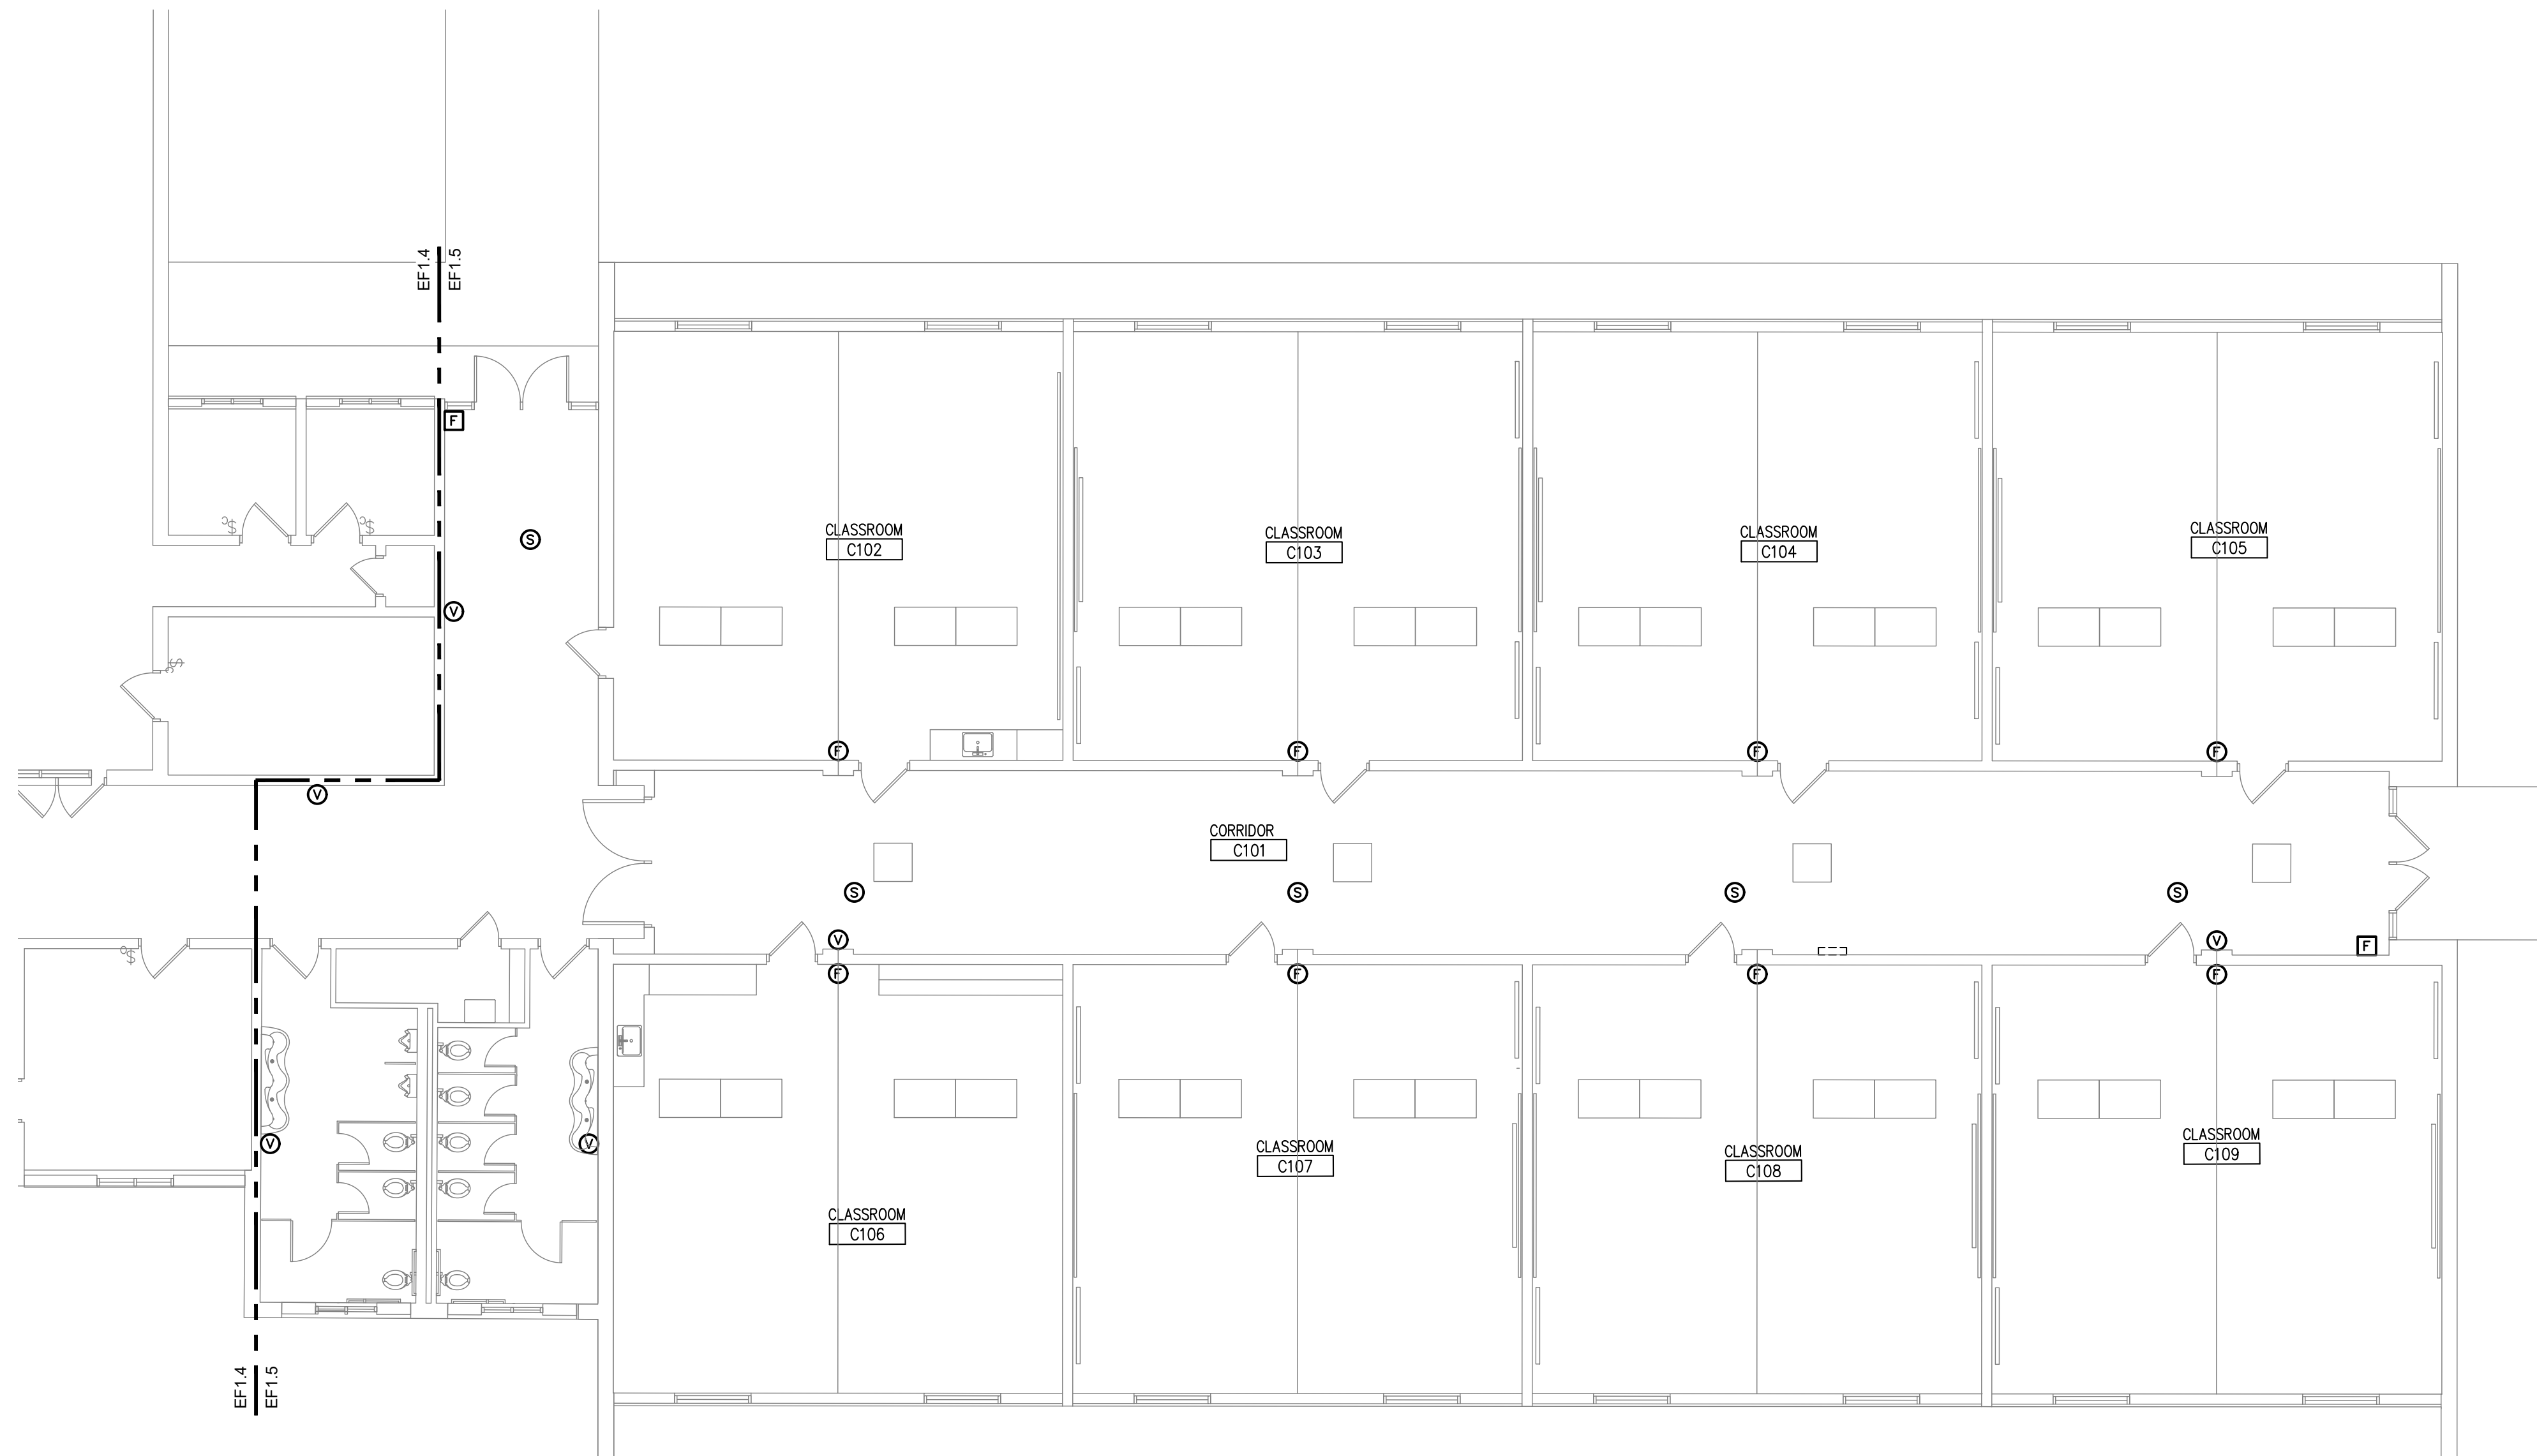 EF1.4
EF1.5
F
S
V
$c
$c
$c
CLASSROOM
C102
CLASSROOM
C103
CLASSROOM
C104
CLASSROOM
C105
F
F
F
F
V
CORRIDOR
C101
S
S
S
S
V
V
F
$c
F
F
F
F
V
V
CLASSROOM
C106
CLASSROOM
C107
CLASSROOM
C108
CLASSROOM
C109
EF1.4
EF1.5